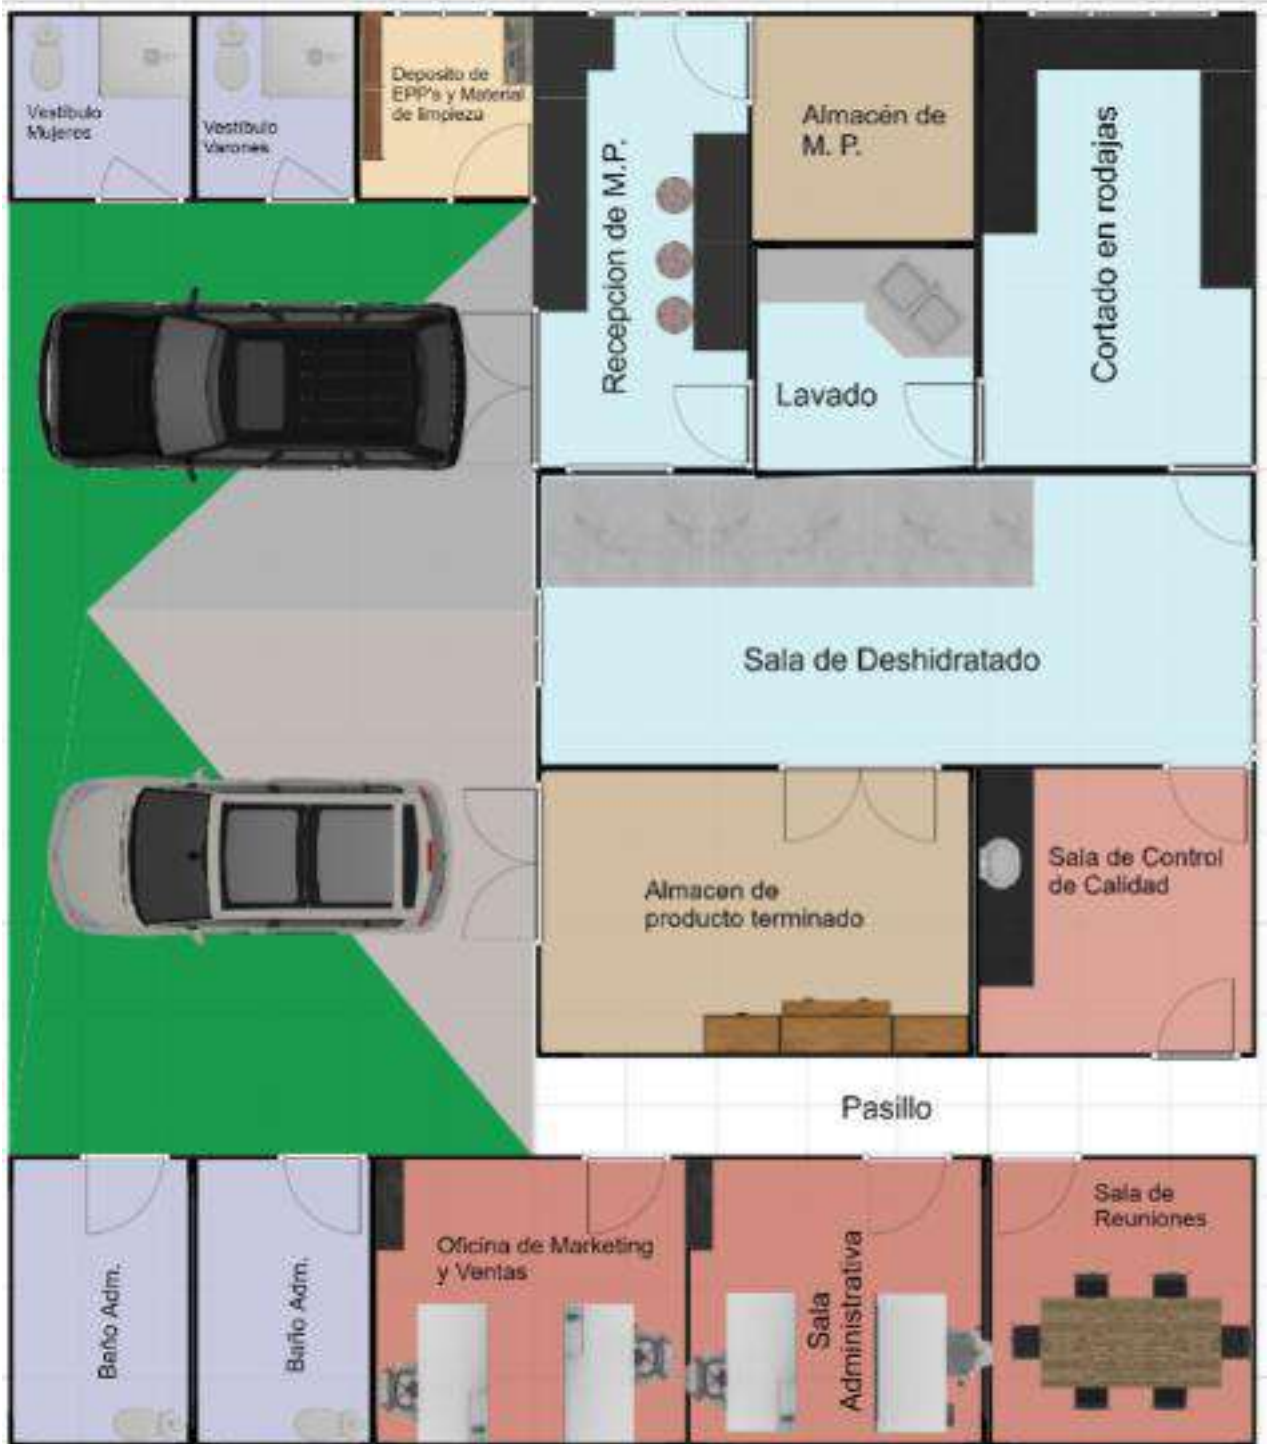 Vestíbulo
Mujeres
Vestíbulo
Varones
Deposito de
EPP's y Material
de limpieza
Recepcion de M.P.
Almacén de
M. P.
Cortado en rodajas
Lavado
Sala de Deshidratado
Almacen de
producto terminado
Sala de Control
de Calidad
Pasillo
Baño Adm.
Baño Adm.
Oficina de Marketing
y Ventas
Sala
Administrativa
Sala de
Reuniones